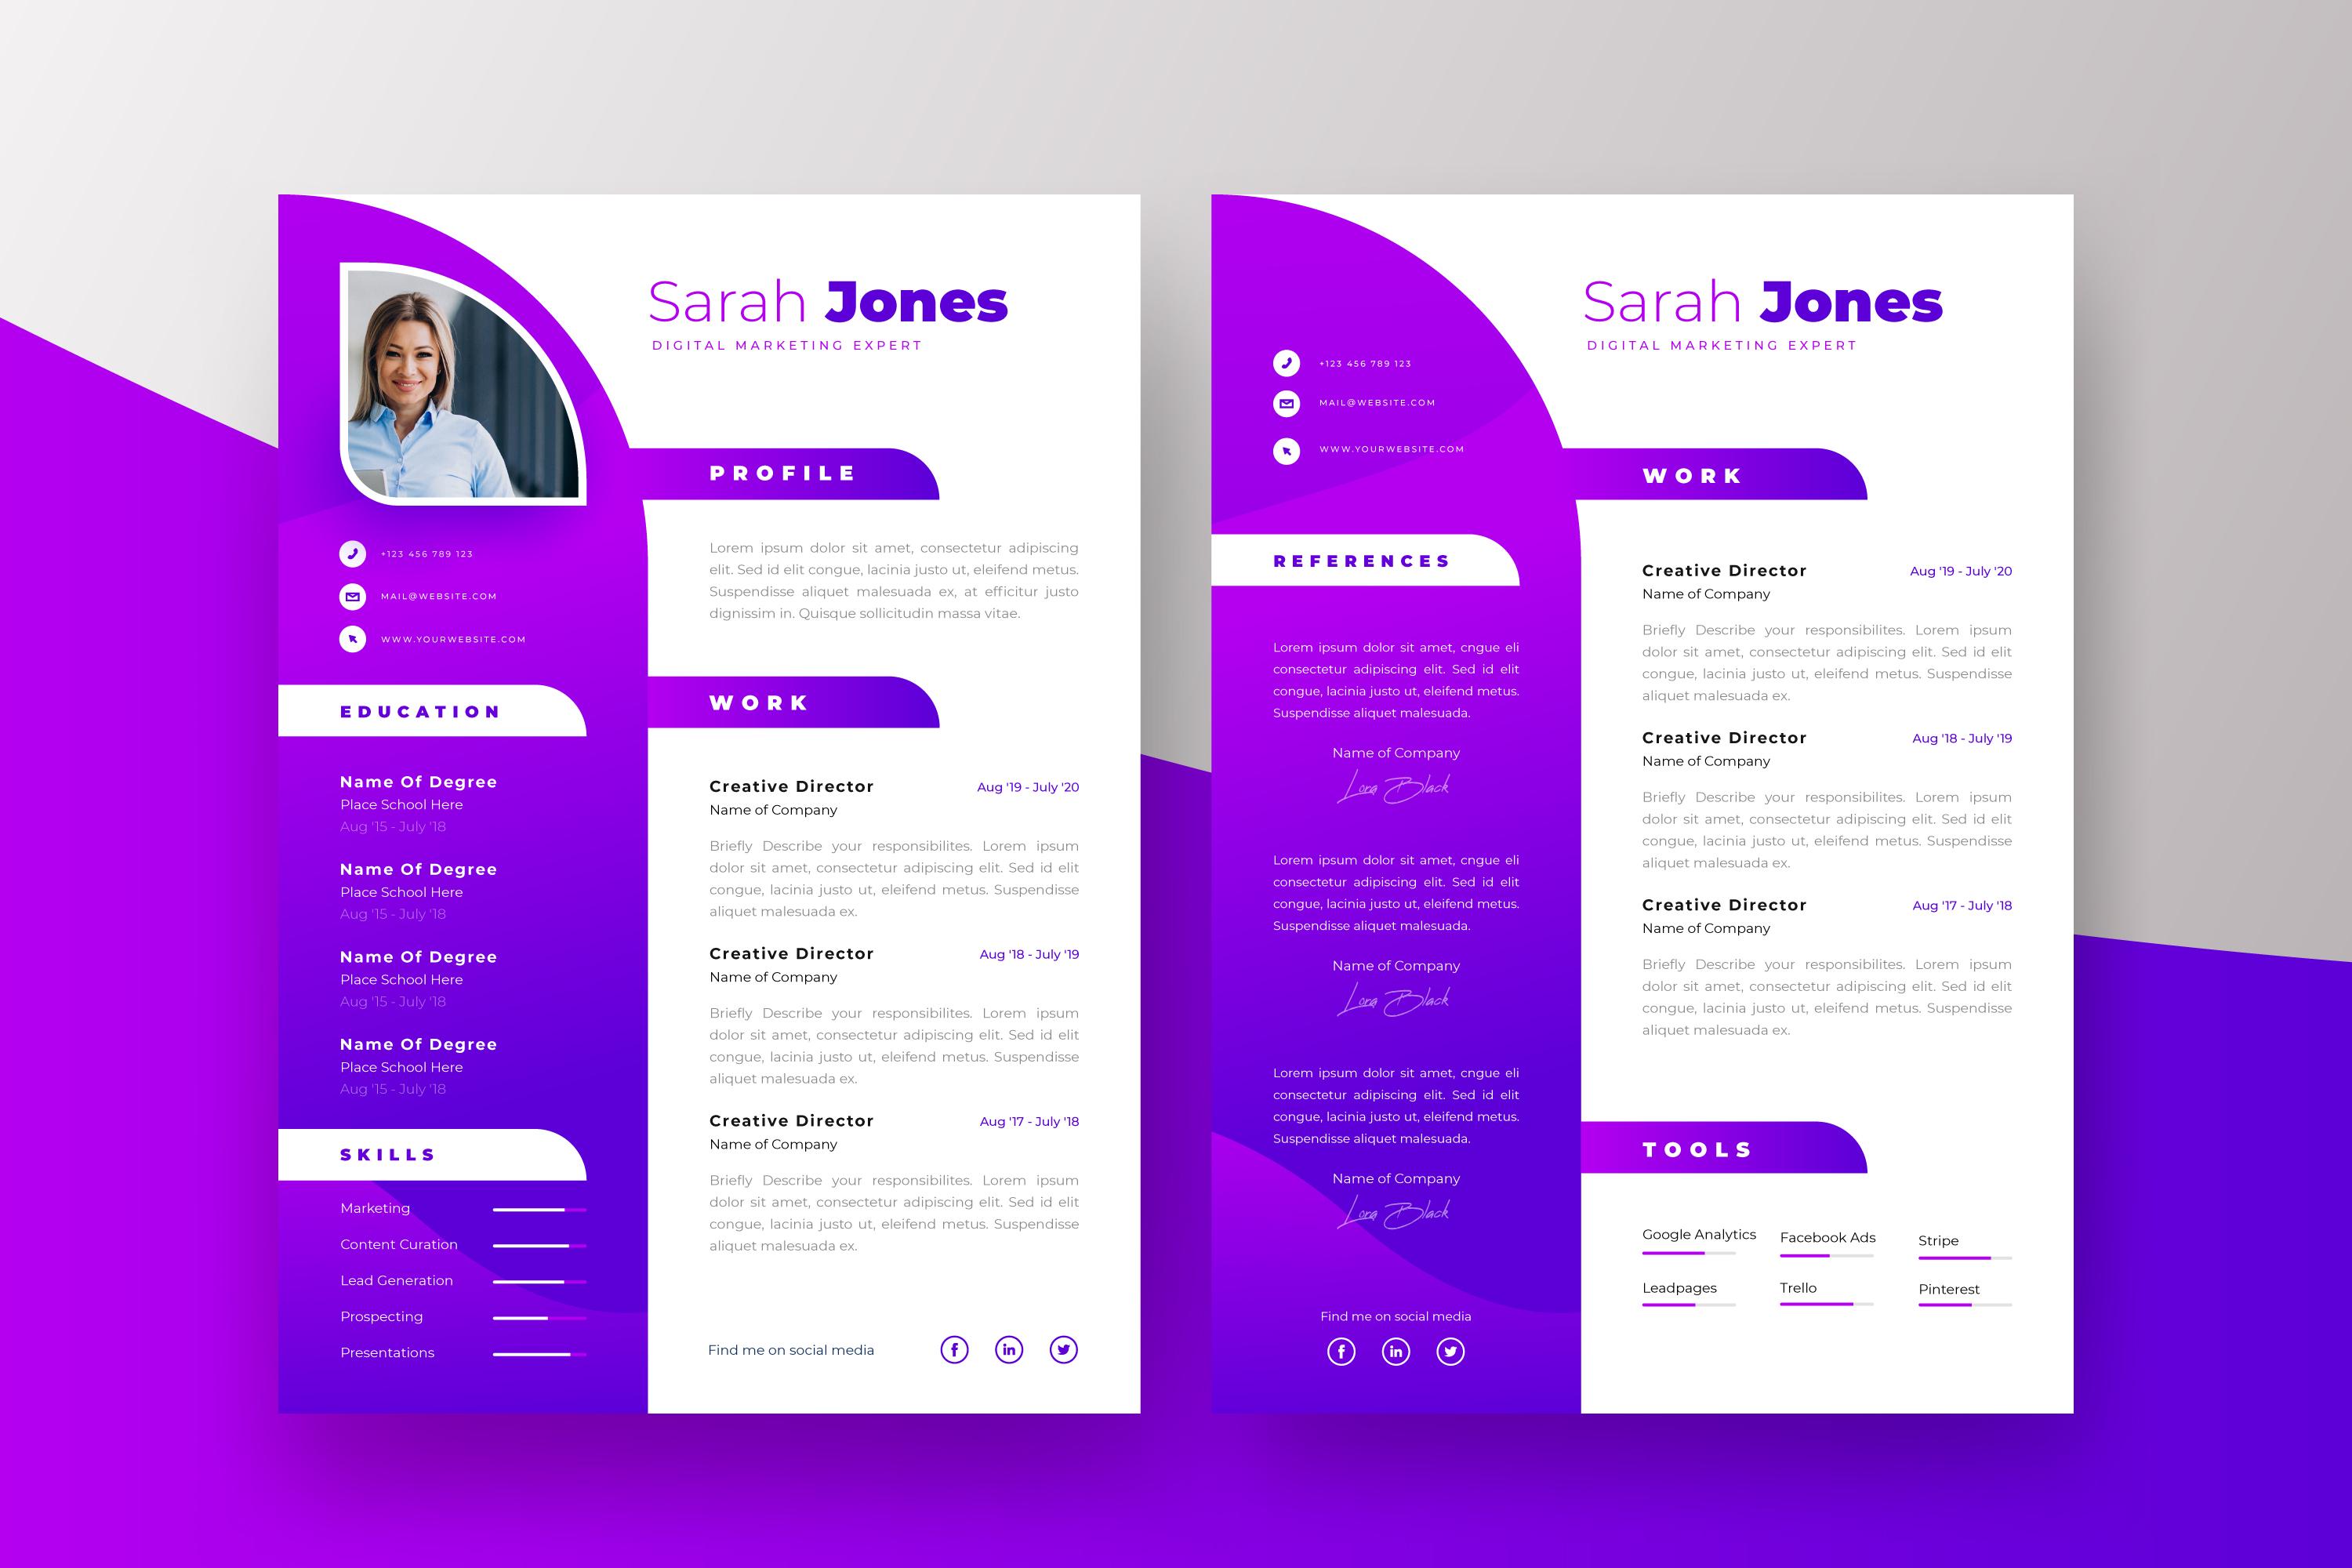 Sarah Jones
DIGITAL MARKETING EXPERT
+123 456 789 123
MAIL@WEBSITE.COM
WWW.YOURWEBSITE.COM
EDUCATION
Name Of Degree
Place School Here
Aug '15 - July '18
Name Of Degree
Place School Here
Aug '15 - July '18
Name Of Degree
Place School Here
Aug '15 - July '18
Name Of Degree
Place School Here
Aug '15 - July '18
SKILLS
Marketing
Content Curation
Lead Generation
Prospecting
Presentations
PROFILE
Lorem ipsum dolor sit amet, consectetur adipiscing
elit. Sed id elit congue, lacinia justo ut, eleifend metus.
Suspendisse aliquet malesuada ex, at efficitur justo
dignissim in. Quisque sollicitudin massa vitae.
WORK
Creative Director Aug '19 - July '20
Name of Company
Briefly Describe your responsibilites. Lorem ipsum
dolor sit amet, consectetur adipiscing elit. Sed id elit
congue, lacinia justo ut, eleifend metus. Suspendisse
aliquet malesuada ex.
Creative Director Aug '18 - July '19
Name of Company
Briefly Describe your responsibilites. Lorem ipsum
dolor sit amet, consectetur adipiscing elit. Sed id elit
congue, lacinia justo ut, eleifend metus. Suspendisse
aliquet malesuada ex.
Creative Director Aug '17 - July '18
Name of Company
Briefly Describe your responsibilites. Lorem ipsum
dolor sit amet, consectetur adipiscing elit. Sed id elit
congue, lacinia justo ut, eleifend metus. Suspendisse
aliquet malesuada ex.
Find me on social media
Sarah Jones
DIGITAL MARKETING EXPERT
+123 456 789 123
MAIL@WEBSITE.COM
WWW.YOURWEBSITE.COM
REFERENCES
Lorem ipsum dolor sit amet, cngue eli
consectetur adipiscing elit. Sed id elit
congue, lacinia justo ut, eleifend metus.
Suspendisse aliquet malesuada.
Name of Company
Lora Black
Lorem ipsum dolor sit amet, cngue eli
consectetur adipiscing elit. Sed id elit
congue, lacinia justo ut, eleifend metus.
Suspendisse aliquet malesuada.
Name of Company
Lora Black
Lorem ipsum dolor sit amet, cngue eli
consectetur adipiscing elit. Sed id elit
congue, lacinia justo ut, eleifend metus.
Suspendisse aliquet malesuada.
Name of Company
Lora Black
Find me on social media
WORK
Creative Director Aug '19 - July '20
Name of Company
Briefly Describe your responsibilites. Lorem ipsum
dolor sit amet, consectetur adipiscing elit. Sed id elit
congue, lacinia justo ut, eleifend metus. Suspendisse
aliquet malesuada ex.
Creative Director Aug '18 - July '19
Name of Company
Briefly Describe your responsibilites. Lorem ipsum
dolor sit amet, consectetur adipiscing elit. Sed id elit
congue, lacinia justo ut, eleifend metus. Suspendisse
aliquet malesuada ex.
Creative Director Aug '17 - July '18
Name of Company
Briefly Describe your responsibilites. Lorem ipsum
dolor sit amet, consectetur adipiscing elit. Sed id elit
congue, lacinia justo ut, eleifend metus. Suspendisse
aliquet malesuada ex.
TOOLS
Google Analytics Facebook Ads Stripe
Leadpages Trello Pinterest